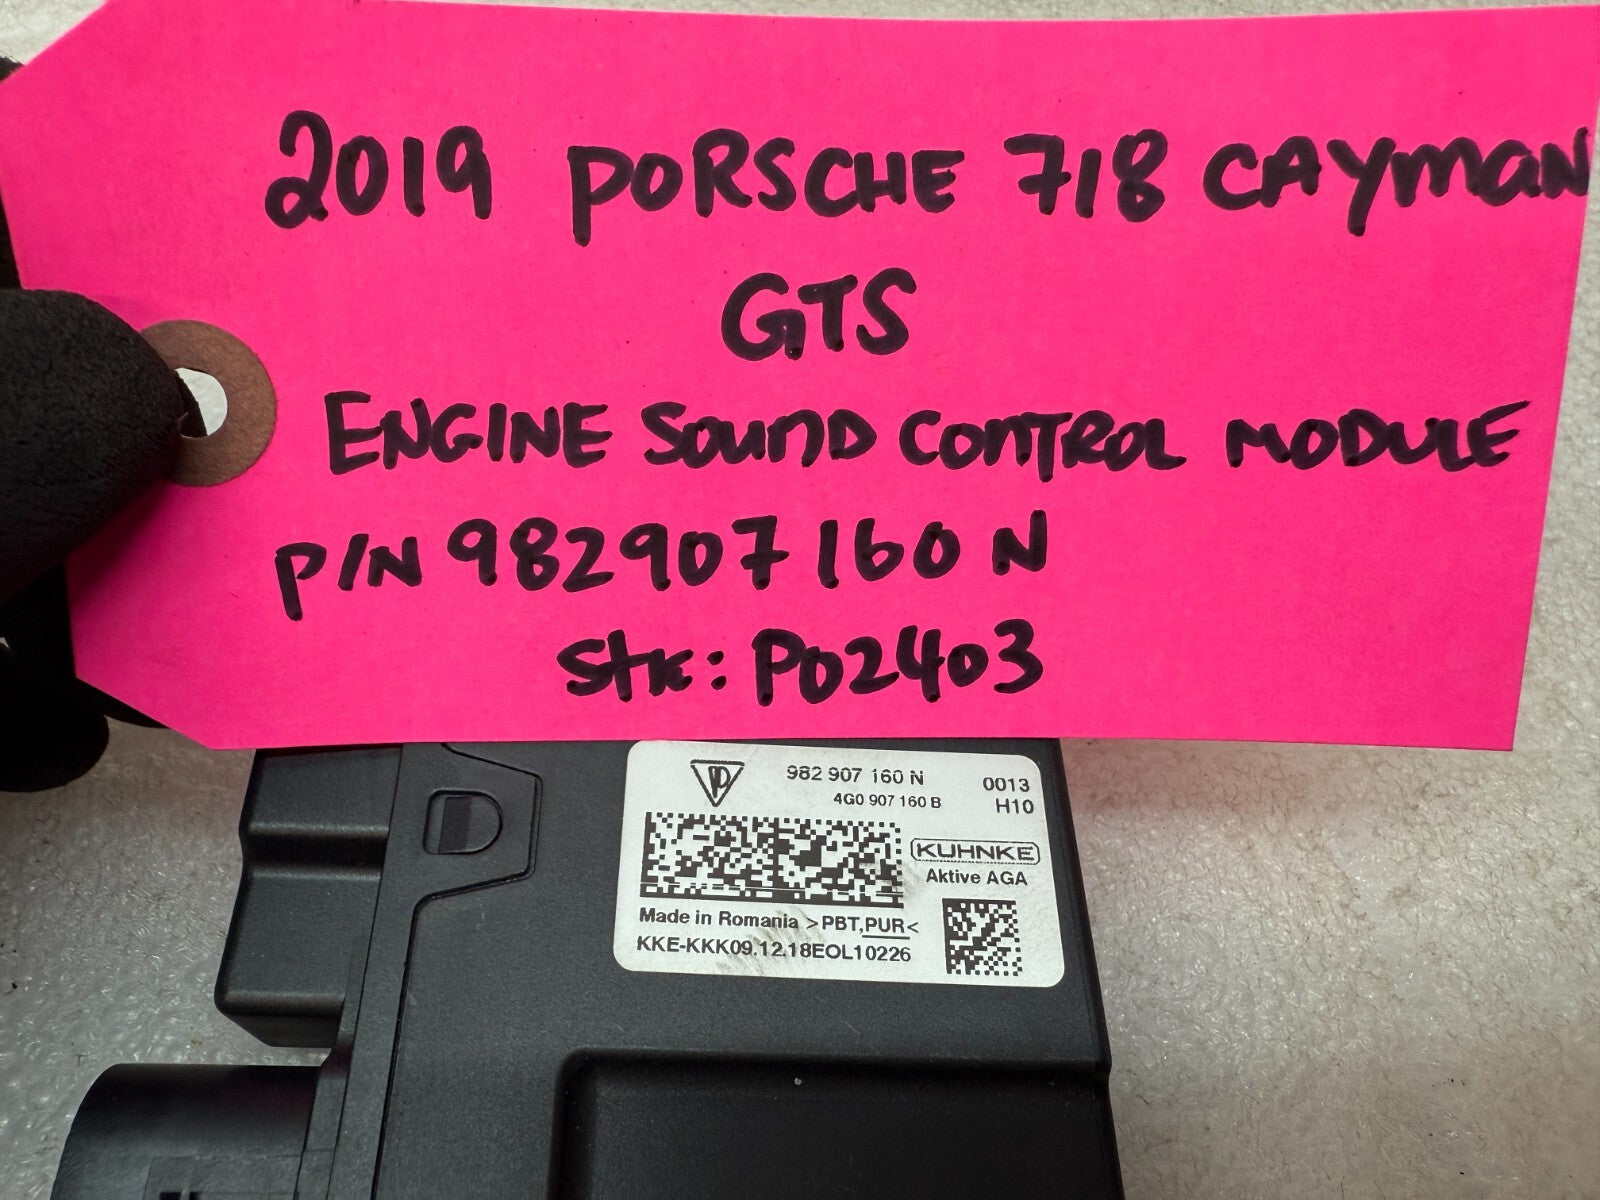 2019 PORSCHE 718 CAYMAN
GTS
ENGINE SOUND CONTROL MODULE
P/N 982907160 N
Stk: P02403
982 907 160 N
0013
4G0 907 160 B
H10
KUHNKE
Aktive AGA
Made in Romania >PBT,PUR<
KKE-KKK09.12.18EOL10226